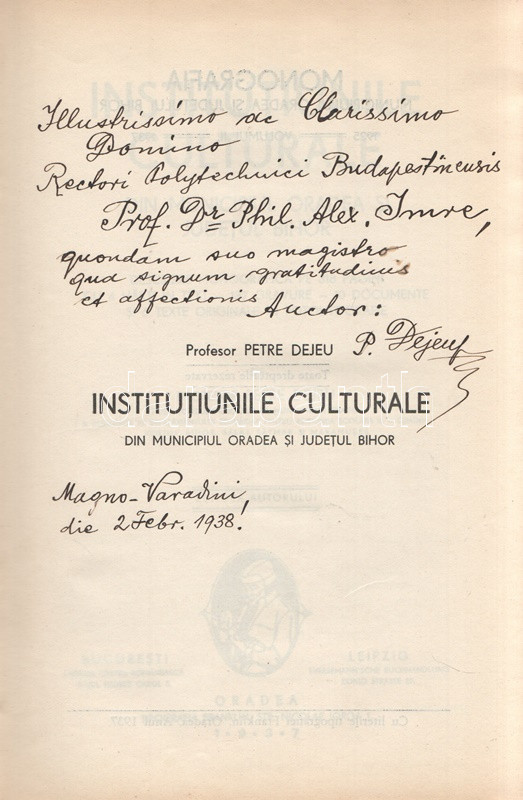 Illustrissimo ac Clarissimo
Domino
Rectori Polytechnici Budapestinensis
Prof. Dr. Phil. Alex. Imre,
quondam suo magistro
qua signum gratitudinis
et affectionis
Auctor:
P. Dejeu
Profesor PETRE DEJEU
INSTITUȚIUNILE CULTURALE
DIN MUNICIPIUL ORADEA ȘI JUDEȚUL BIHOR
Magno-Varadini,
die 2 Febr. 1938.
darabanth